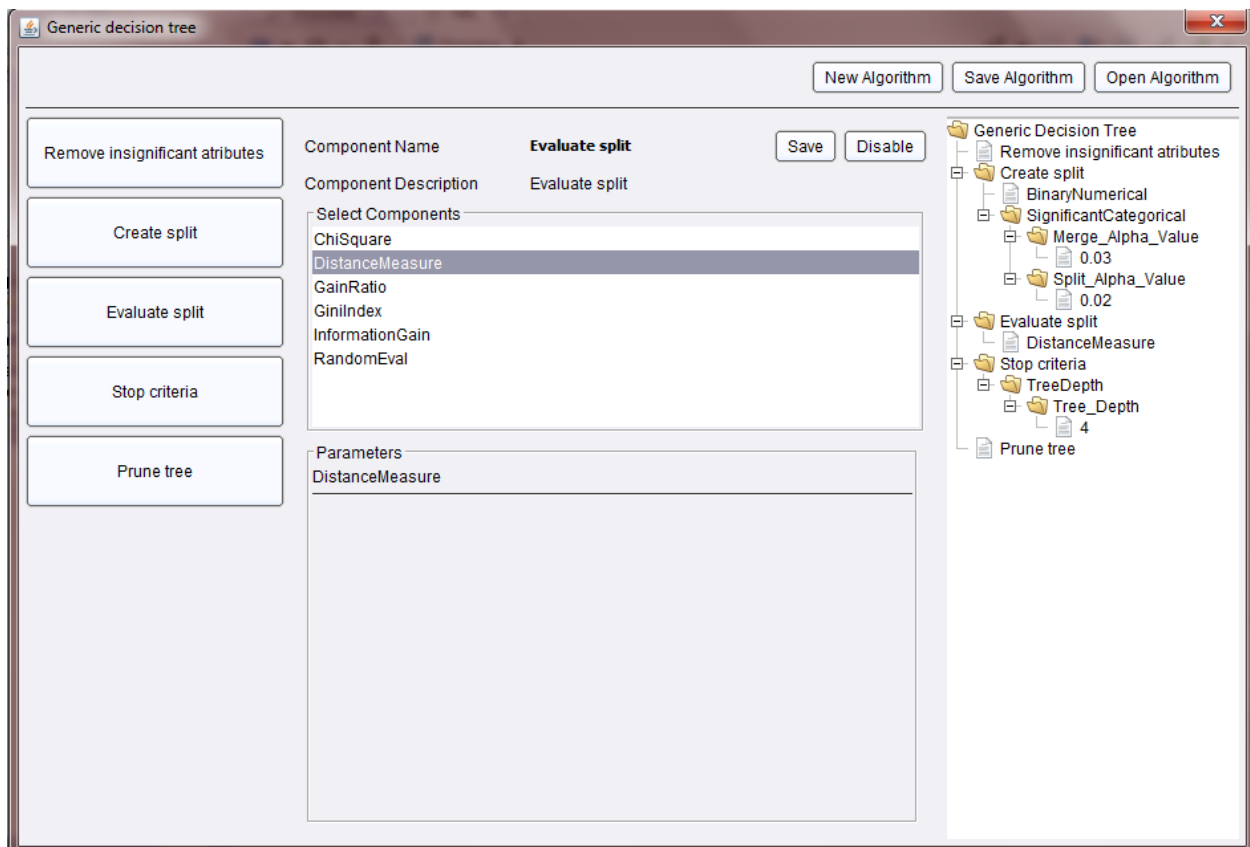 Generic decision tree
x
New Algorithm Save Algorithm Open Algorithm
Remove insignificant atributes
Create split
Evaluate split
Stop criteria
Prune tree
Component Name Evaluate split Save Disable
Component Description Evaluate split
Select Components
ChiSquare
DistanceMeasure
GainRatio
GiniIndex
InformationGain
RandomEval
Parameters
DistanceMeasure
Generic Decision Tree
Remove insignificant atributes
Create split
BinaryNumerical
SignificantCategorical
Merge_Alpha_Value
0.03
Split_Alpha_Value
0.02
Evaluate split
DistanceMeasure
Stop criteria
TreeDepth
Tree_Depth
4
Prune tree